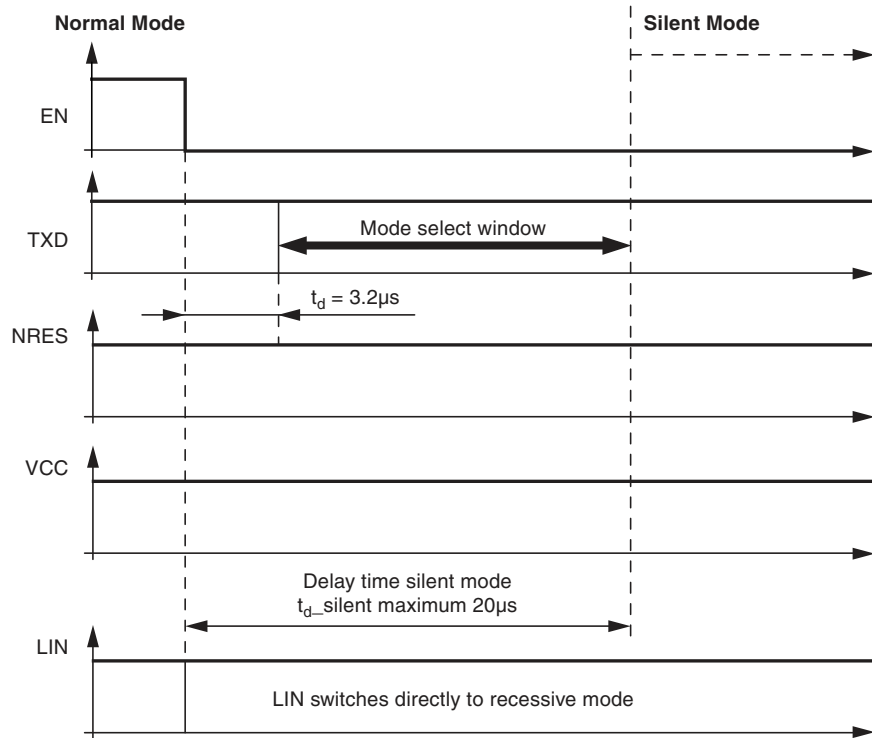 Normal Mode
Silent Mode
EN
TXD
Mode select window
t_d = 3.2µs
NRES
VCC
Delay time silent mode
t_d_silent maximum 20µs
LIN
LIN switches directly to recessive mode